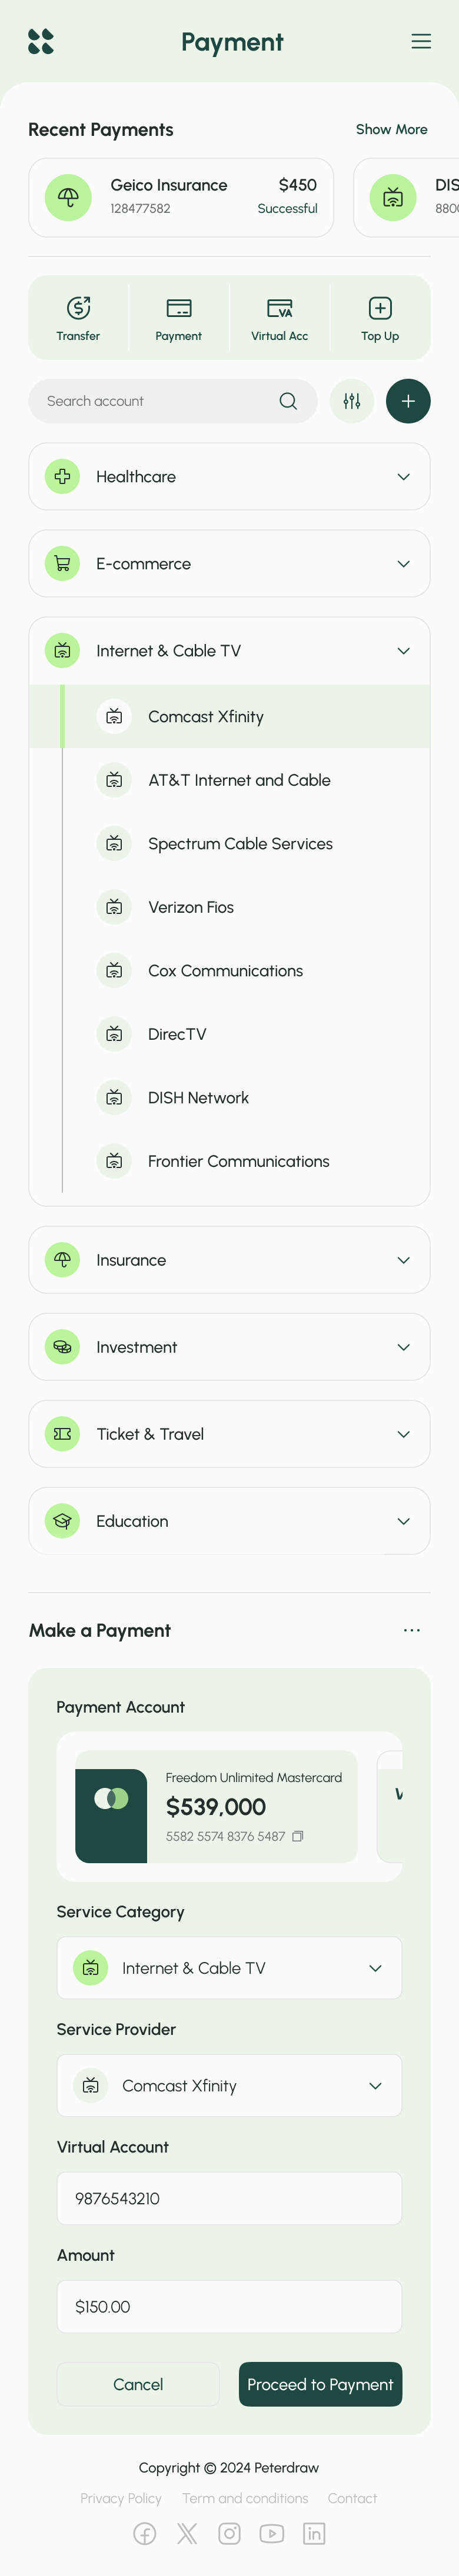 Payment
Recent Payments
Show More
Geico Insurance
$450
128477582
Successful
DIS
880
Transfer
Payment
VA
Virtual Acc
Top Up
Search account
Healthcare
E-commerce
Internet & Cable TV
Comcast Xfinity
AT&T Internet and Cable
Spectrum Cable Services
Verizon Fios
Cox Communications
DirecTV
DISH Network
Frontier Communications
Insurance
Investment
Ticket & Travel
Education
Make a Payment
Payment Account
Freedom Unlimited Mastercard
$539,000
5582 5574 8376 5487
Service Category
Internet & Cable TV
Service Provider
Comcast Xfinity
Virtual Account
9876543210
Amount
$150.00
Cancel
Proceed to Payment
Copyright © 2024 Peterdraw
Privacy Policy
Term and conditions
Contact